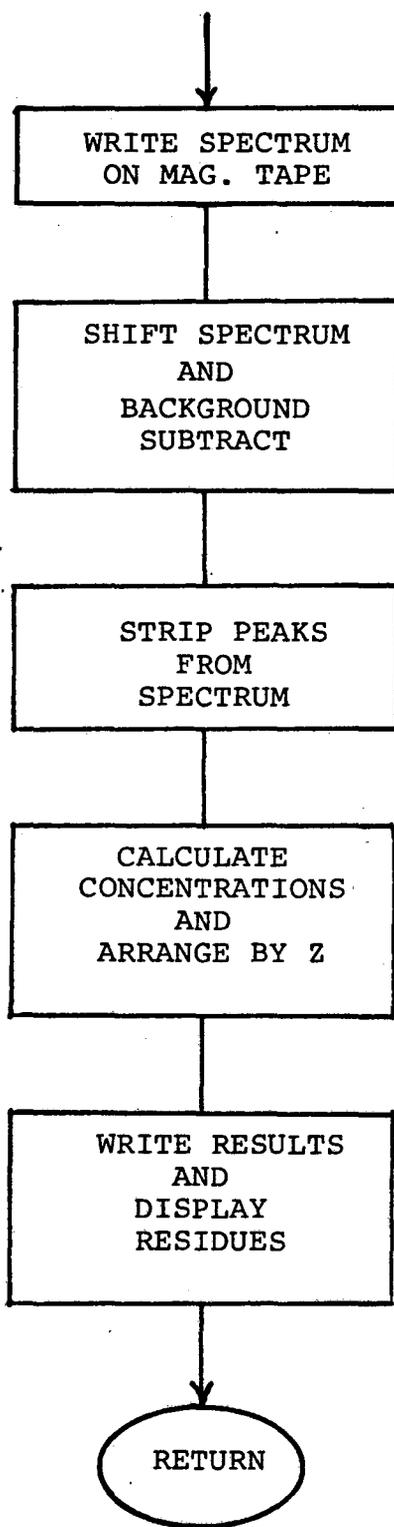 WRITE SPECTRUM
ON MAG. TAPE
SHIFT SPECTRUM
AND
BACKGROUND
SUBTRACT
STRIP PEAKS
FROM
SPECTRUM
CALCULATE
CONCENTRATIONS
AND
ARRANGE BY Z
WRITE RESULTS
AND
DISPLAY
RESIDUES
RETURN